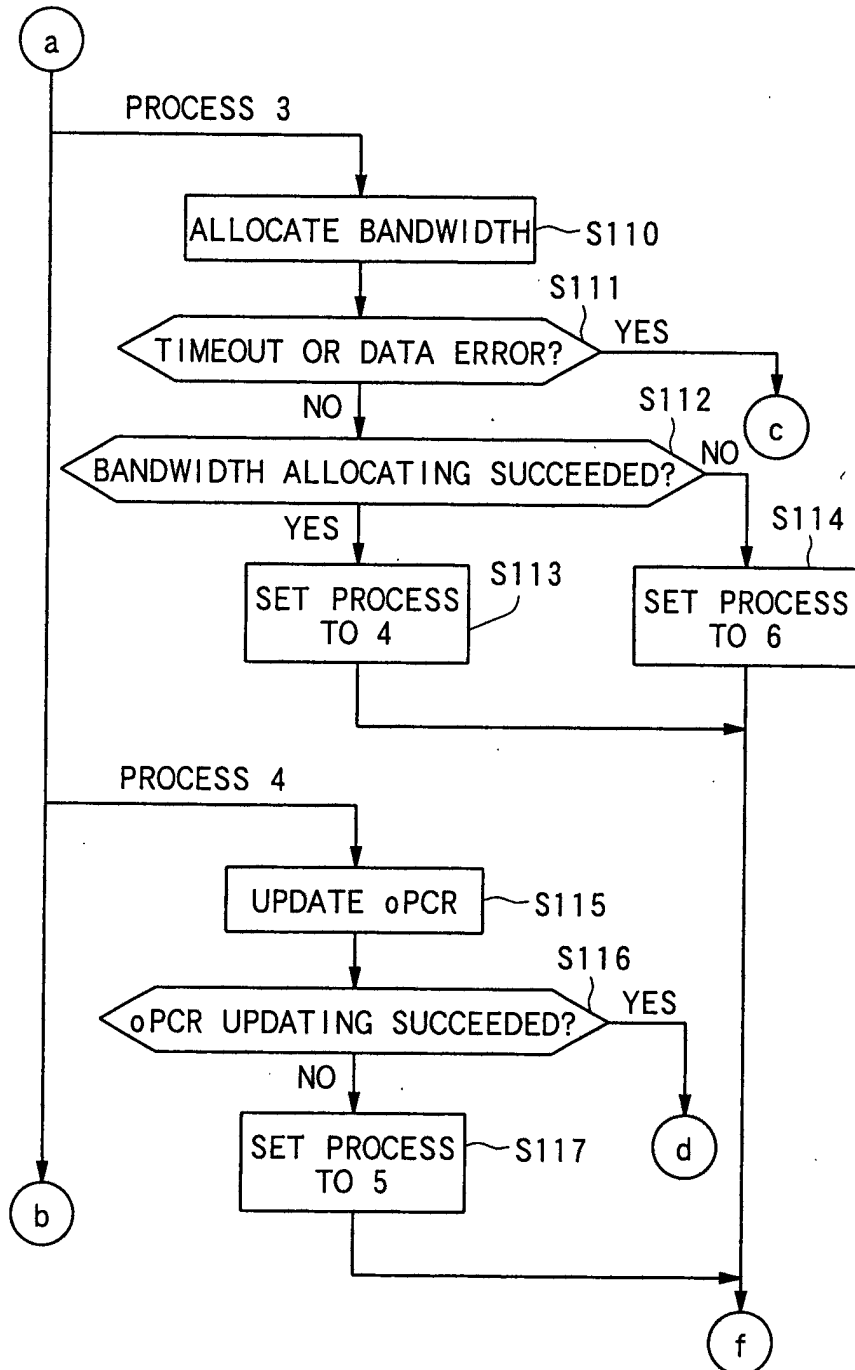 a
PROCESS 3
ALLOCATE BANDWIDTH
S110
S111
TIMEOUT OR DATA ERROR?
YES
NO
c
S112
BANDWIDTH ALLOCATING SUCCEEDED?
NO
YES
S113
S114
SET PROCESS
TO 4
SET PROCESS
TO 6
PROCESS 4
UPDATE oPCR
S115
S116
oPCR UPDATING SUCCEEDED?
YES
NO
SET PROCESS
TO 5
S117
d
b
f